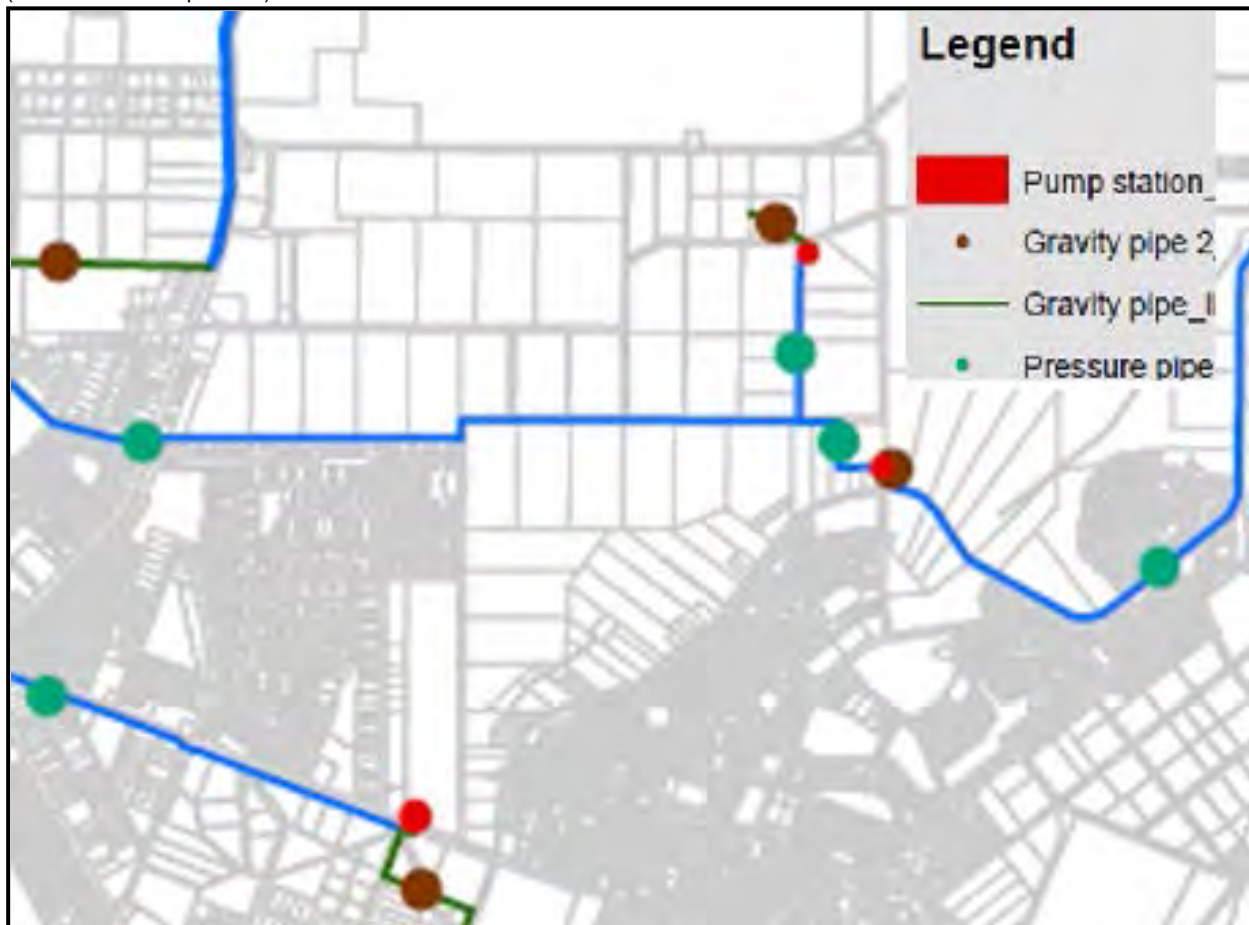 Legend
Pump station_
Gravity pipe 2
Gravity pipe_l
Pressure pipe